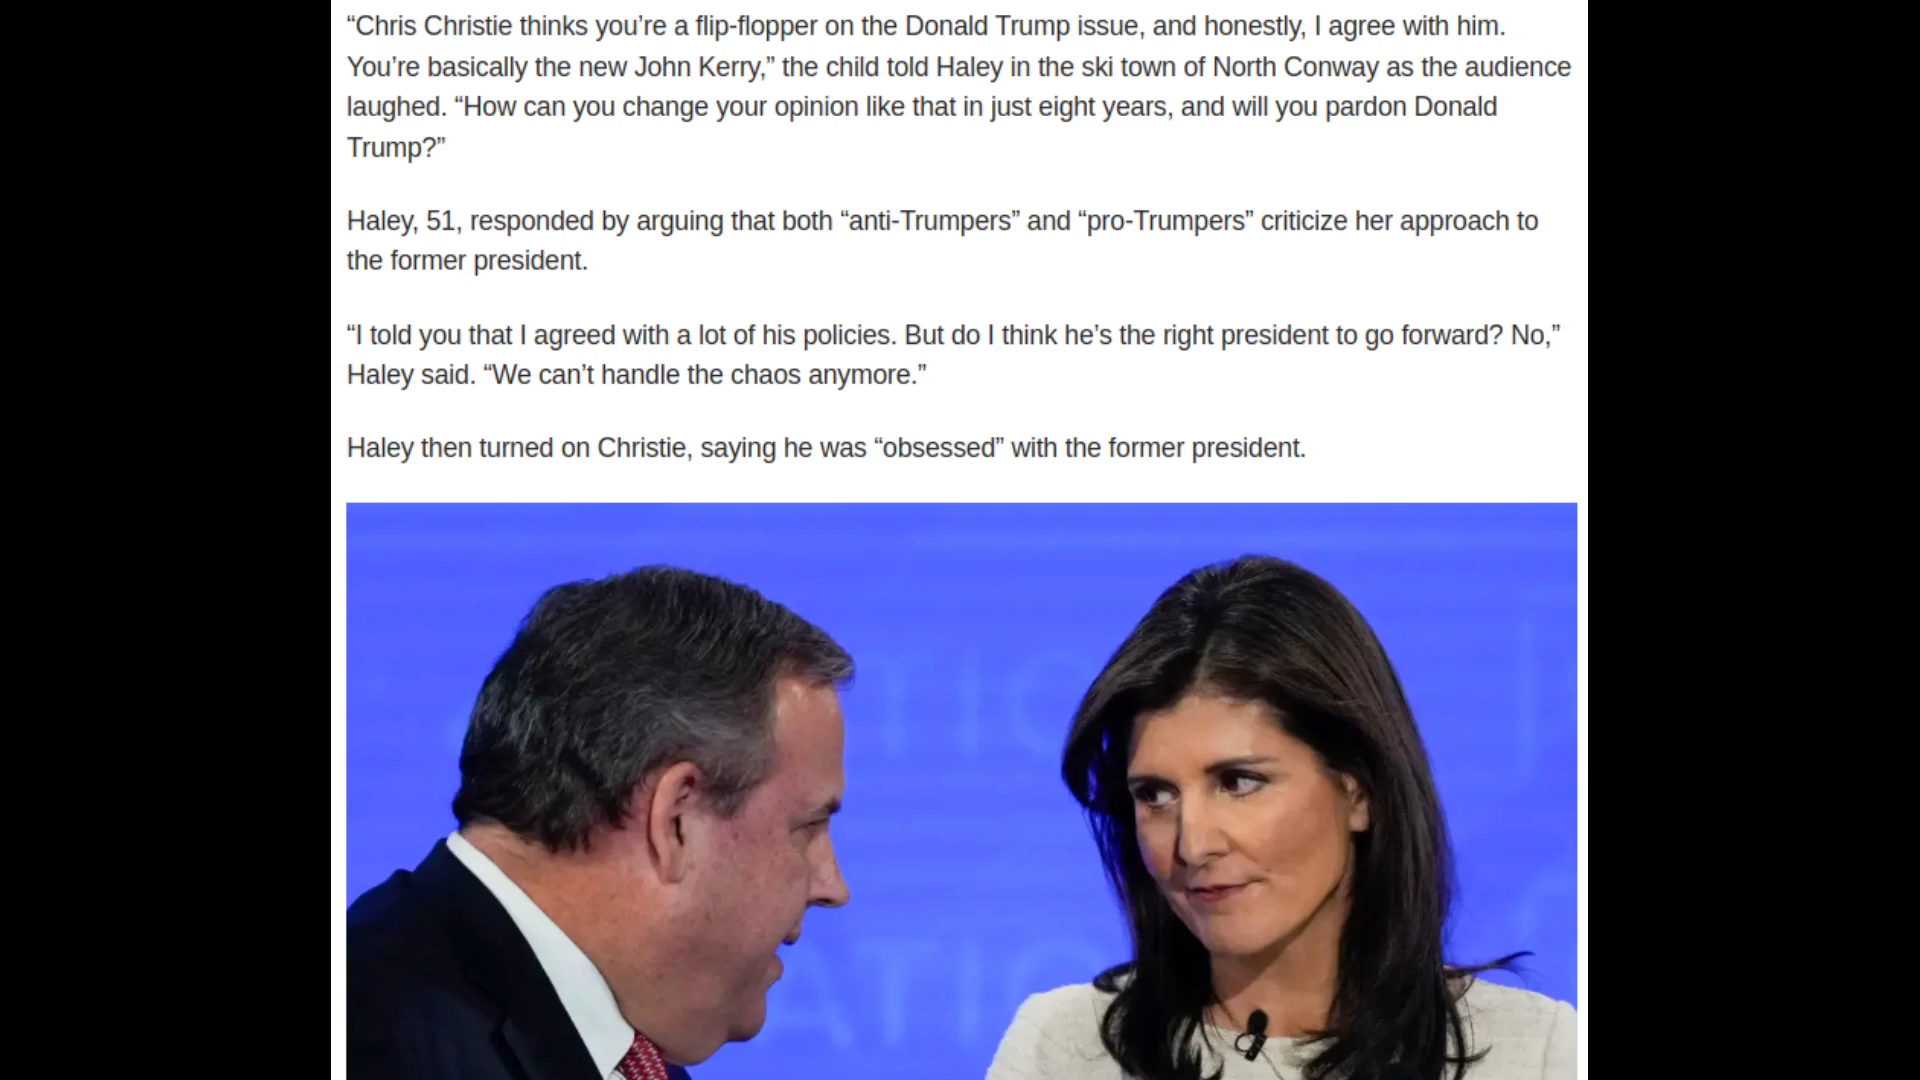 “Chris Christie thinks you’re a flip-flopper on the Donald Trump issue, and honestly, I agree with him.
You’re basically the new John Kerry,” the child told Haley in the ski town of North Conway as the audience
laughed. “How can you change your opinion like that in just eight years, and will you pardon Donald
Trump?”
Haley, 51, responded by arguing that both “anti-Trumpers” and “pro-Trumpers” criticize her approach to
the former president.
“I told you that I agreed with a lot of his policies. But do I think he’s the right president to go forward? No,”
Haley said. “We can’t handle the chaos anymore.”
Haley then turned on Christie, saying he was “obsessed” with the former president.